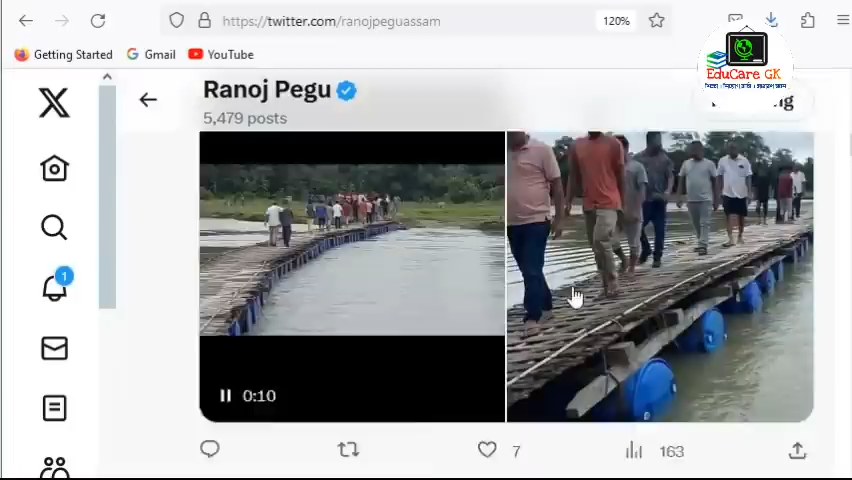 https://twitter.com/ranojpeguassam
120%
Getting Started
Gmail
YouTube
EduCare GK
Ranoj Pegu
5,479 posts
1
0:10
7
163